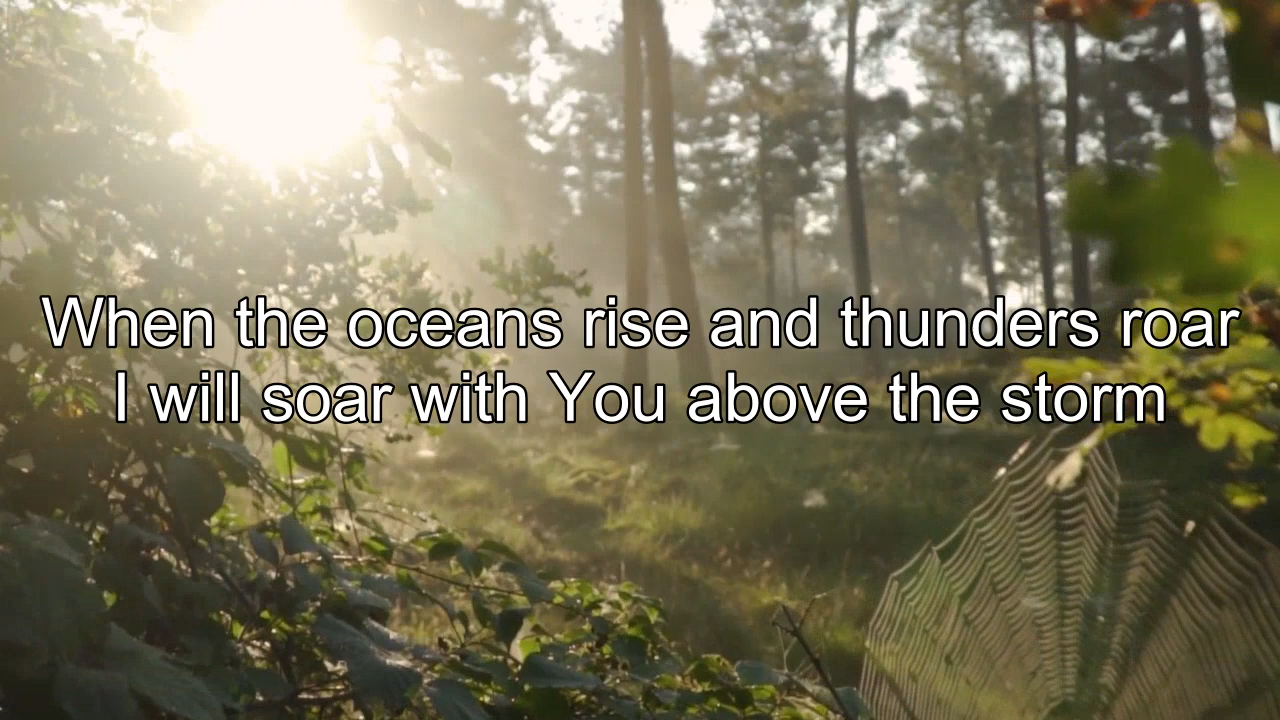 When the oceans rise and thunders roar
I will soar with You above the storm